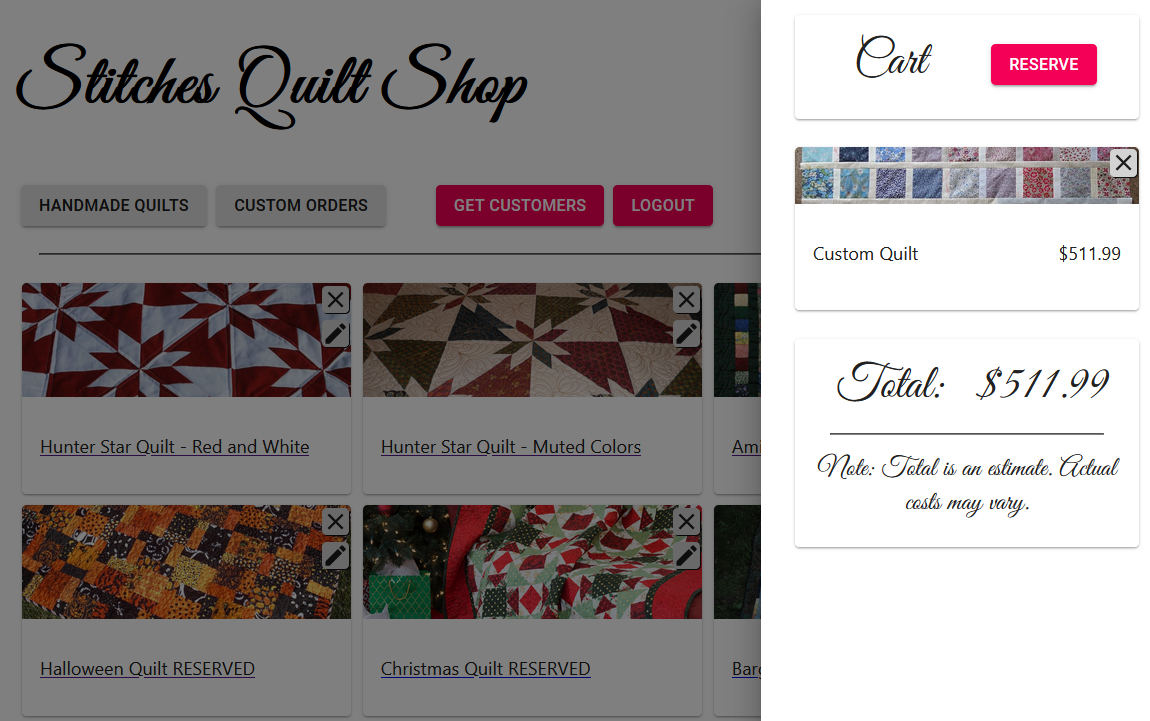 Stitches Quilt Shop
HANDMADE QUILTS
CUSTOM ORDERS
GET CUSTOMERS
LOGOUT
Hunter Star Quilt - Red and White
Hunter Star Quilt - Muted Colors
Ami
Halloween Quilt RESERVED
Christmas Quilt RESERVED
Barg
Cart
RESERVE
Custom Quilt
$511.99
Total: $511.99
Note: Total is an estimate. Actual
costs may vary.